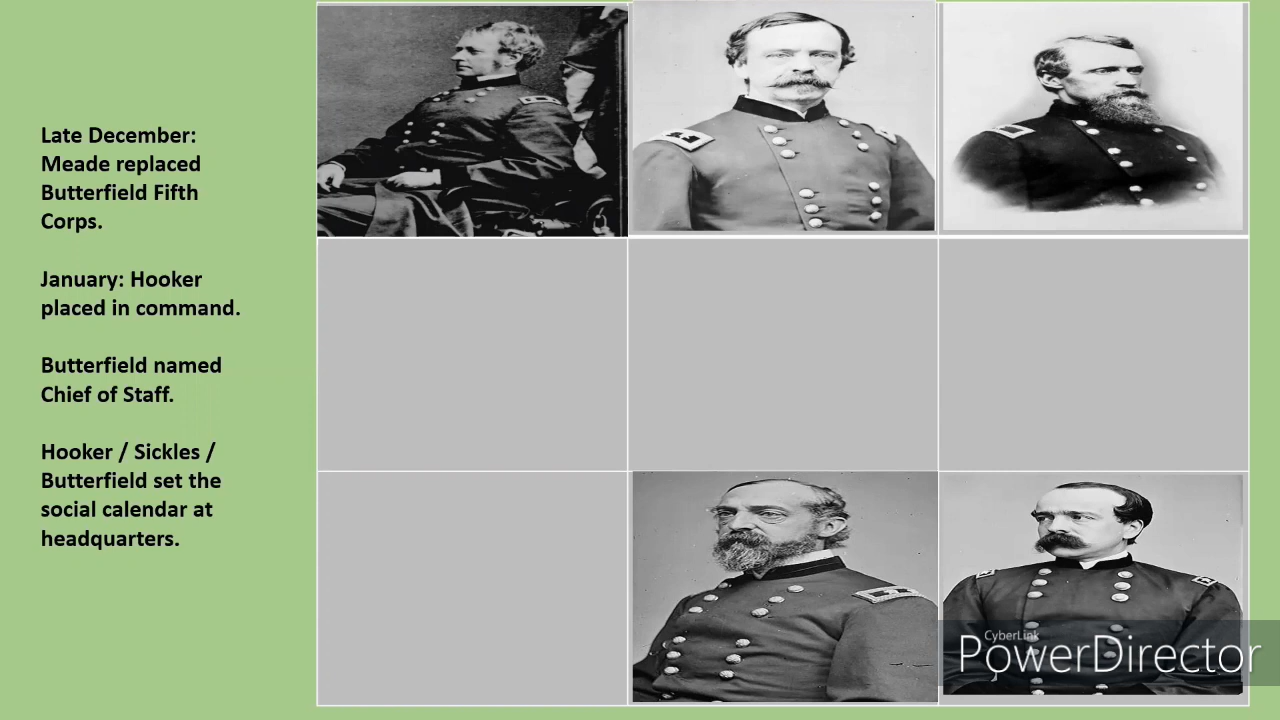 Late December:
Meade replaced
Butterfield Fifth
Corps.
January: Hooker
placed in command.
Butterfield named
Chief of Staff.
Hooker / Sickles /
Butterfield set the
social calendar at
headquarters.
CyberLink
PowerDirector